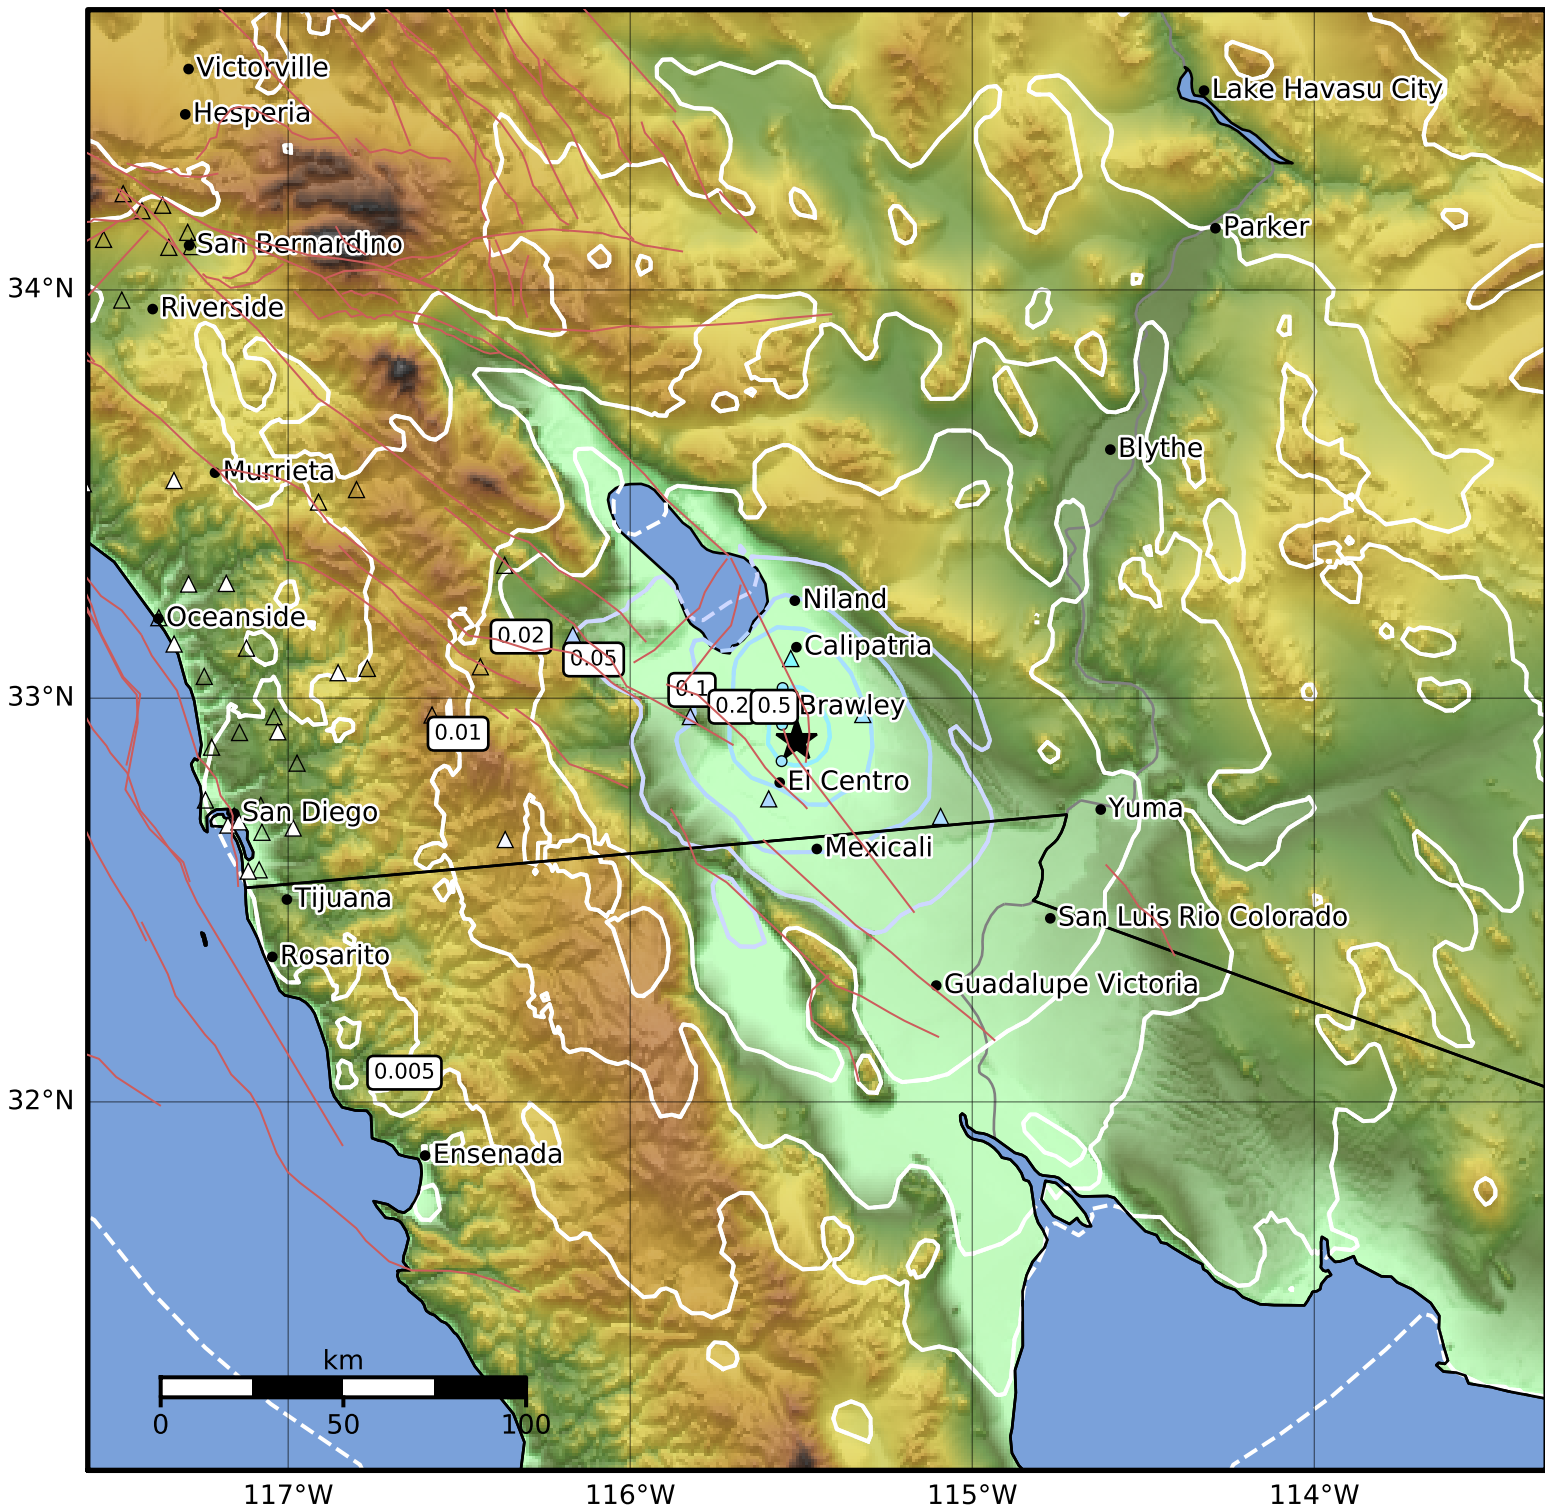 Victorville
Lake Havasu City
Hesperia
Parker
San Bernardino
34°N
Riverside
Blythe
Murrieta
Niland
Oceanside
0.02
Calipatria
0.05
0.1
33°N
0.2
0.5
Brawley
0.01
El Centro
San Diego
Yuma
Mexicali
Tijuana
San Luis Rio Colorado
Rosarito
Guadalupe Victoria
0.005
32°N
Ensenada
km
0
50
100
117°W
116°W
115°W
114°W